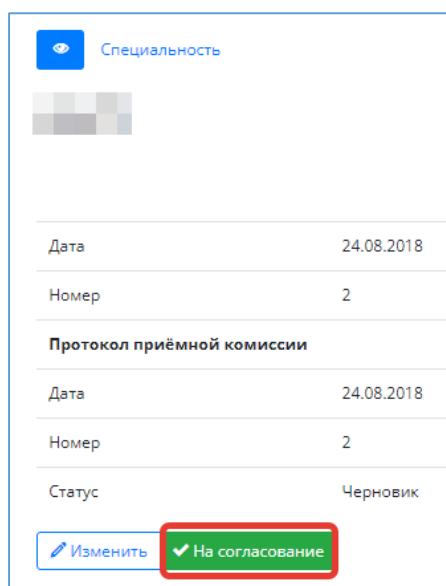 Специальность
Дата 24.08.2018
Номер 2
Протокол приёмной комиссии
Дата 24.08.2018
Номер 2
Статус Черновик
Изменить На согласование